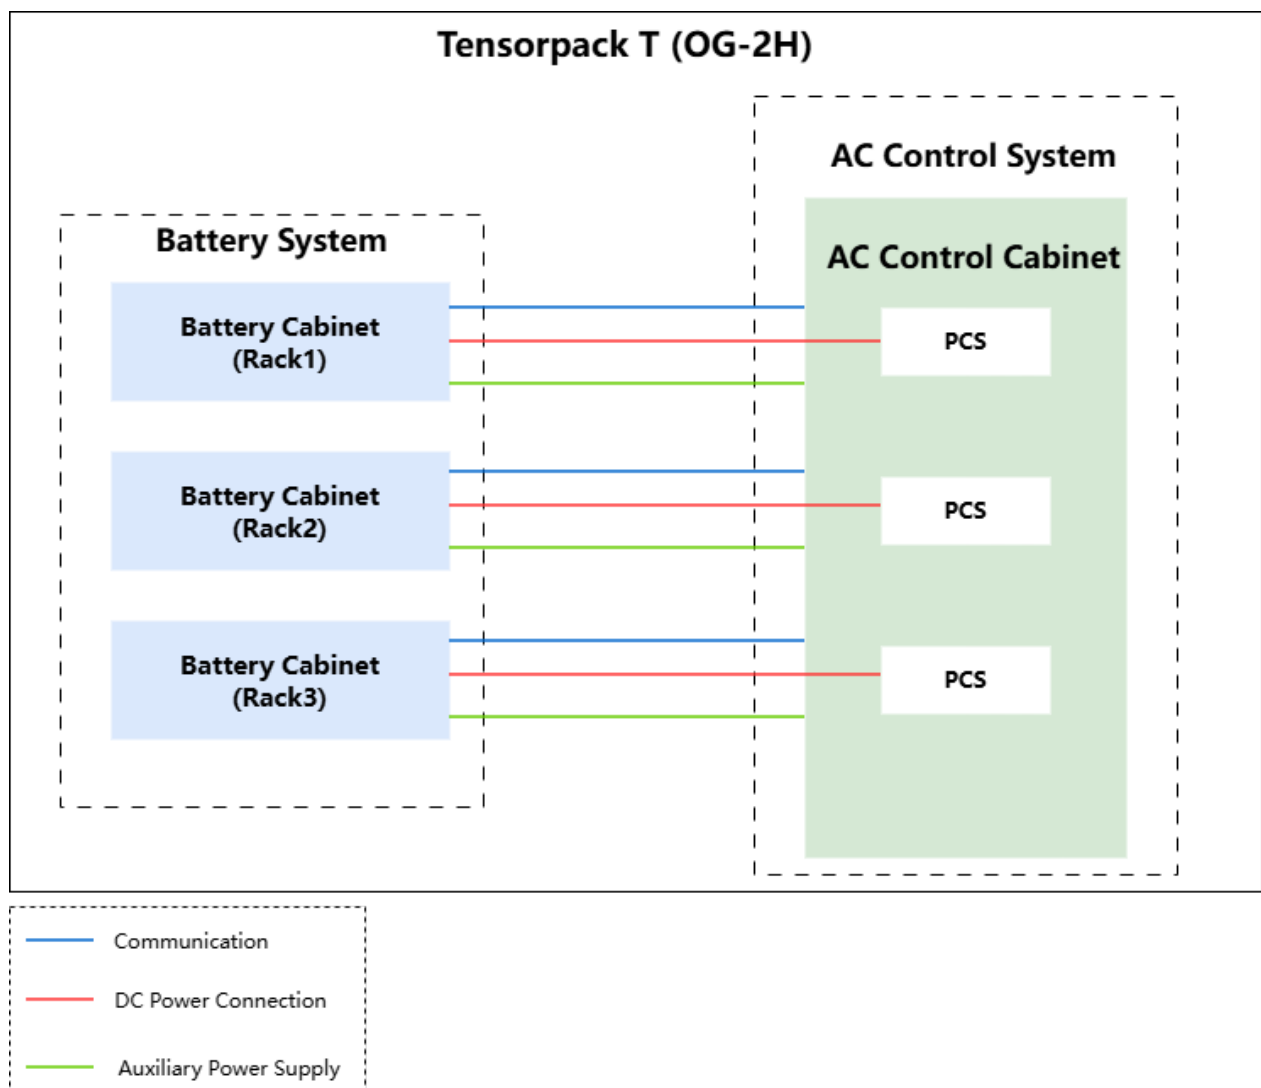 Tensorpack T (OG-2H)
AC Control System
Battery System
AC Control Cabinet
Battery Cabinet
(Rack1)
PCS
Battery Cabinet
(Rack2)
PCS
Battery Cabinet
(Rack3)
PCS
Communication
DC Power Connection
Auxiliary Power Supply